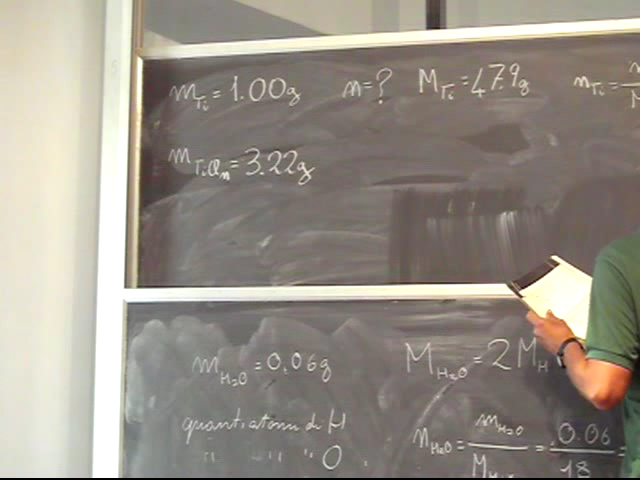 m_Ti = 1.00g n=? M_Ti = 47.9g n_Ti =
m_TiCl_n = 3.22g
m_H2O = 0.06g M_H2O = 2M_H
quanti atomi di H
" " " O
n_H2O = m_H2O / M = 0.06 / 18 =